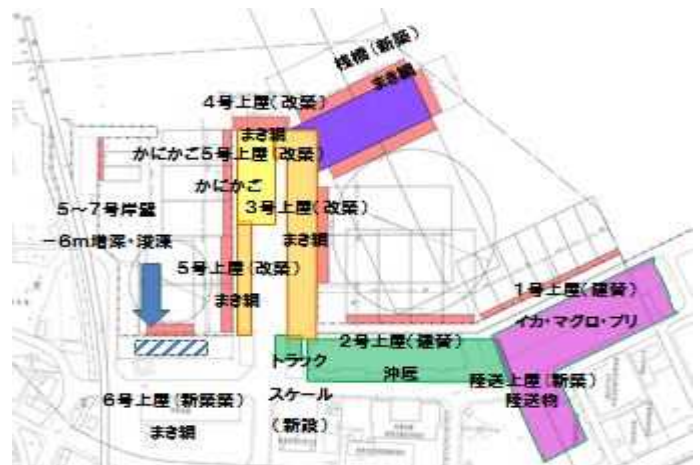 桟橋(新築)
まき網
4号上屋(改築)
まき網
かにかご5号上屋(改築)
かにかご
3号上屋(改築)
まき網
5～7号岸壁
－6m増深・浚渫
5号上屋(改築)
まき網
1号上屋(建替)
イカ・マグロ・ブリ
2号上屋(建替)
沖底
トラック
スケール
(新設)
陸送上屋(新築)
陸送物
6号上屋(新築築)
まき網